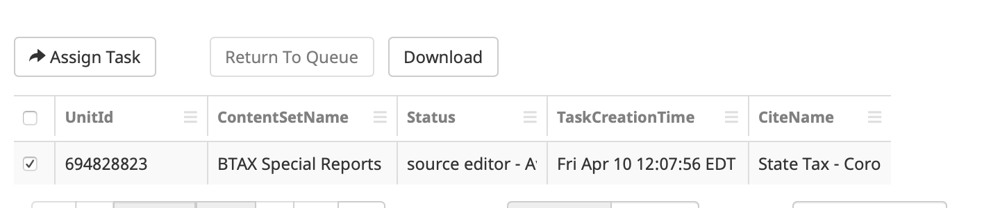 Assign Task Return To Queue Download
UnitId ContentSetName Status TaskCreationTime CiteName
694828823 BTAX Special Reports source editor - Fri Apr 10 12:07:56 EDT State Tax - Coro